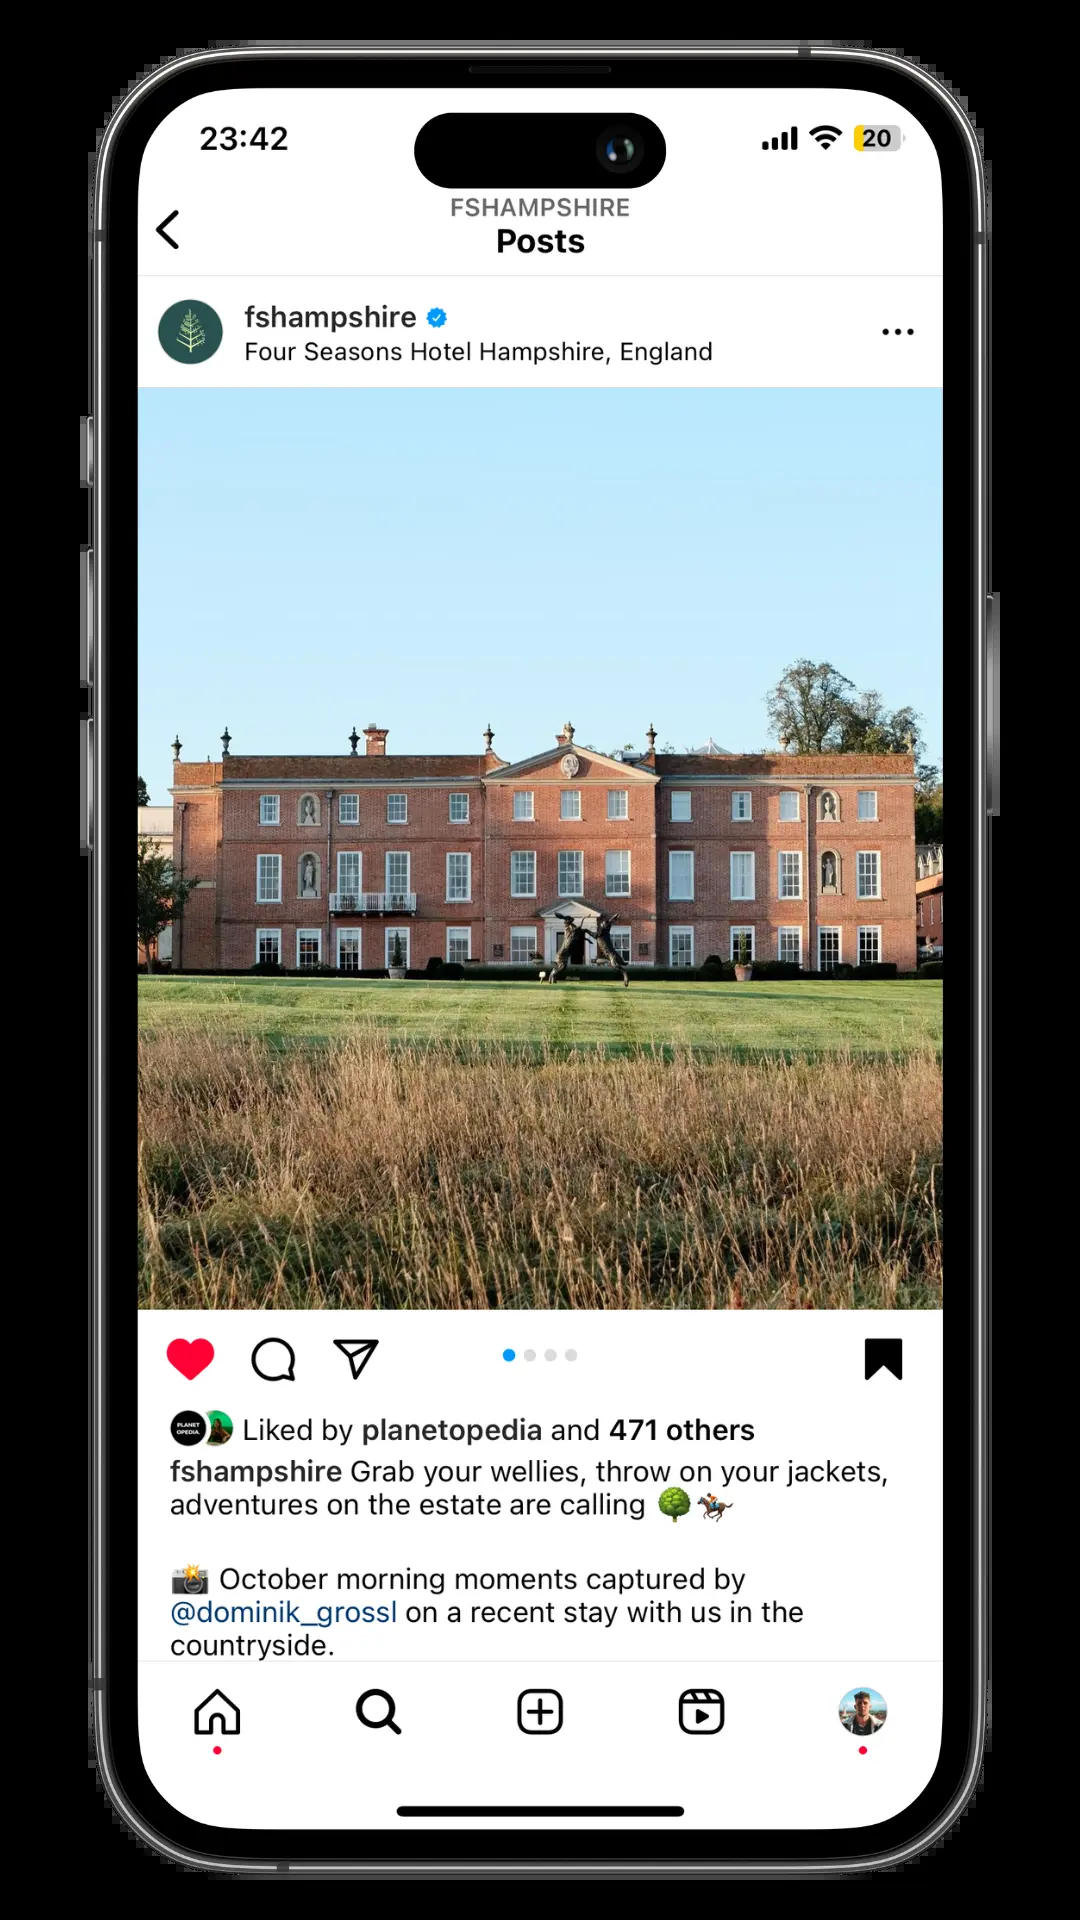 23:42
20
FSHAMPSHIRE
Posts
fshampshire
Four Seasons Hotel Hampshire, England
PLANET
OPEDIA.
Liked by planetopedia and 471 others
fshampshire Grab your wellies, throw on your jackets,
adventures on the estate are calling 🌳🏇
📸 October morning moments captured by
@dominik_grossl on a recent stay with us in the
countryside.